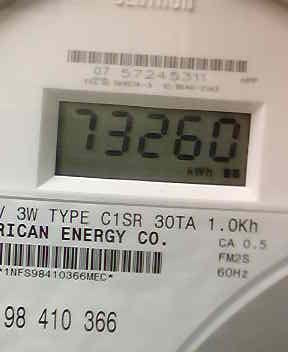 07 57245311
73260
kWh
V 3W TYPE C1SR 30TA 1.0Kh
RICAN ENERGY CO.
CA 0.5
FM2S
60Hz
*1NFS98410366MEC*
98 410 366